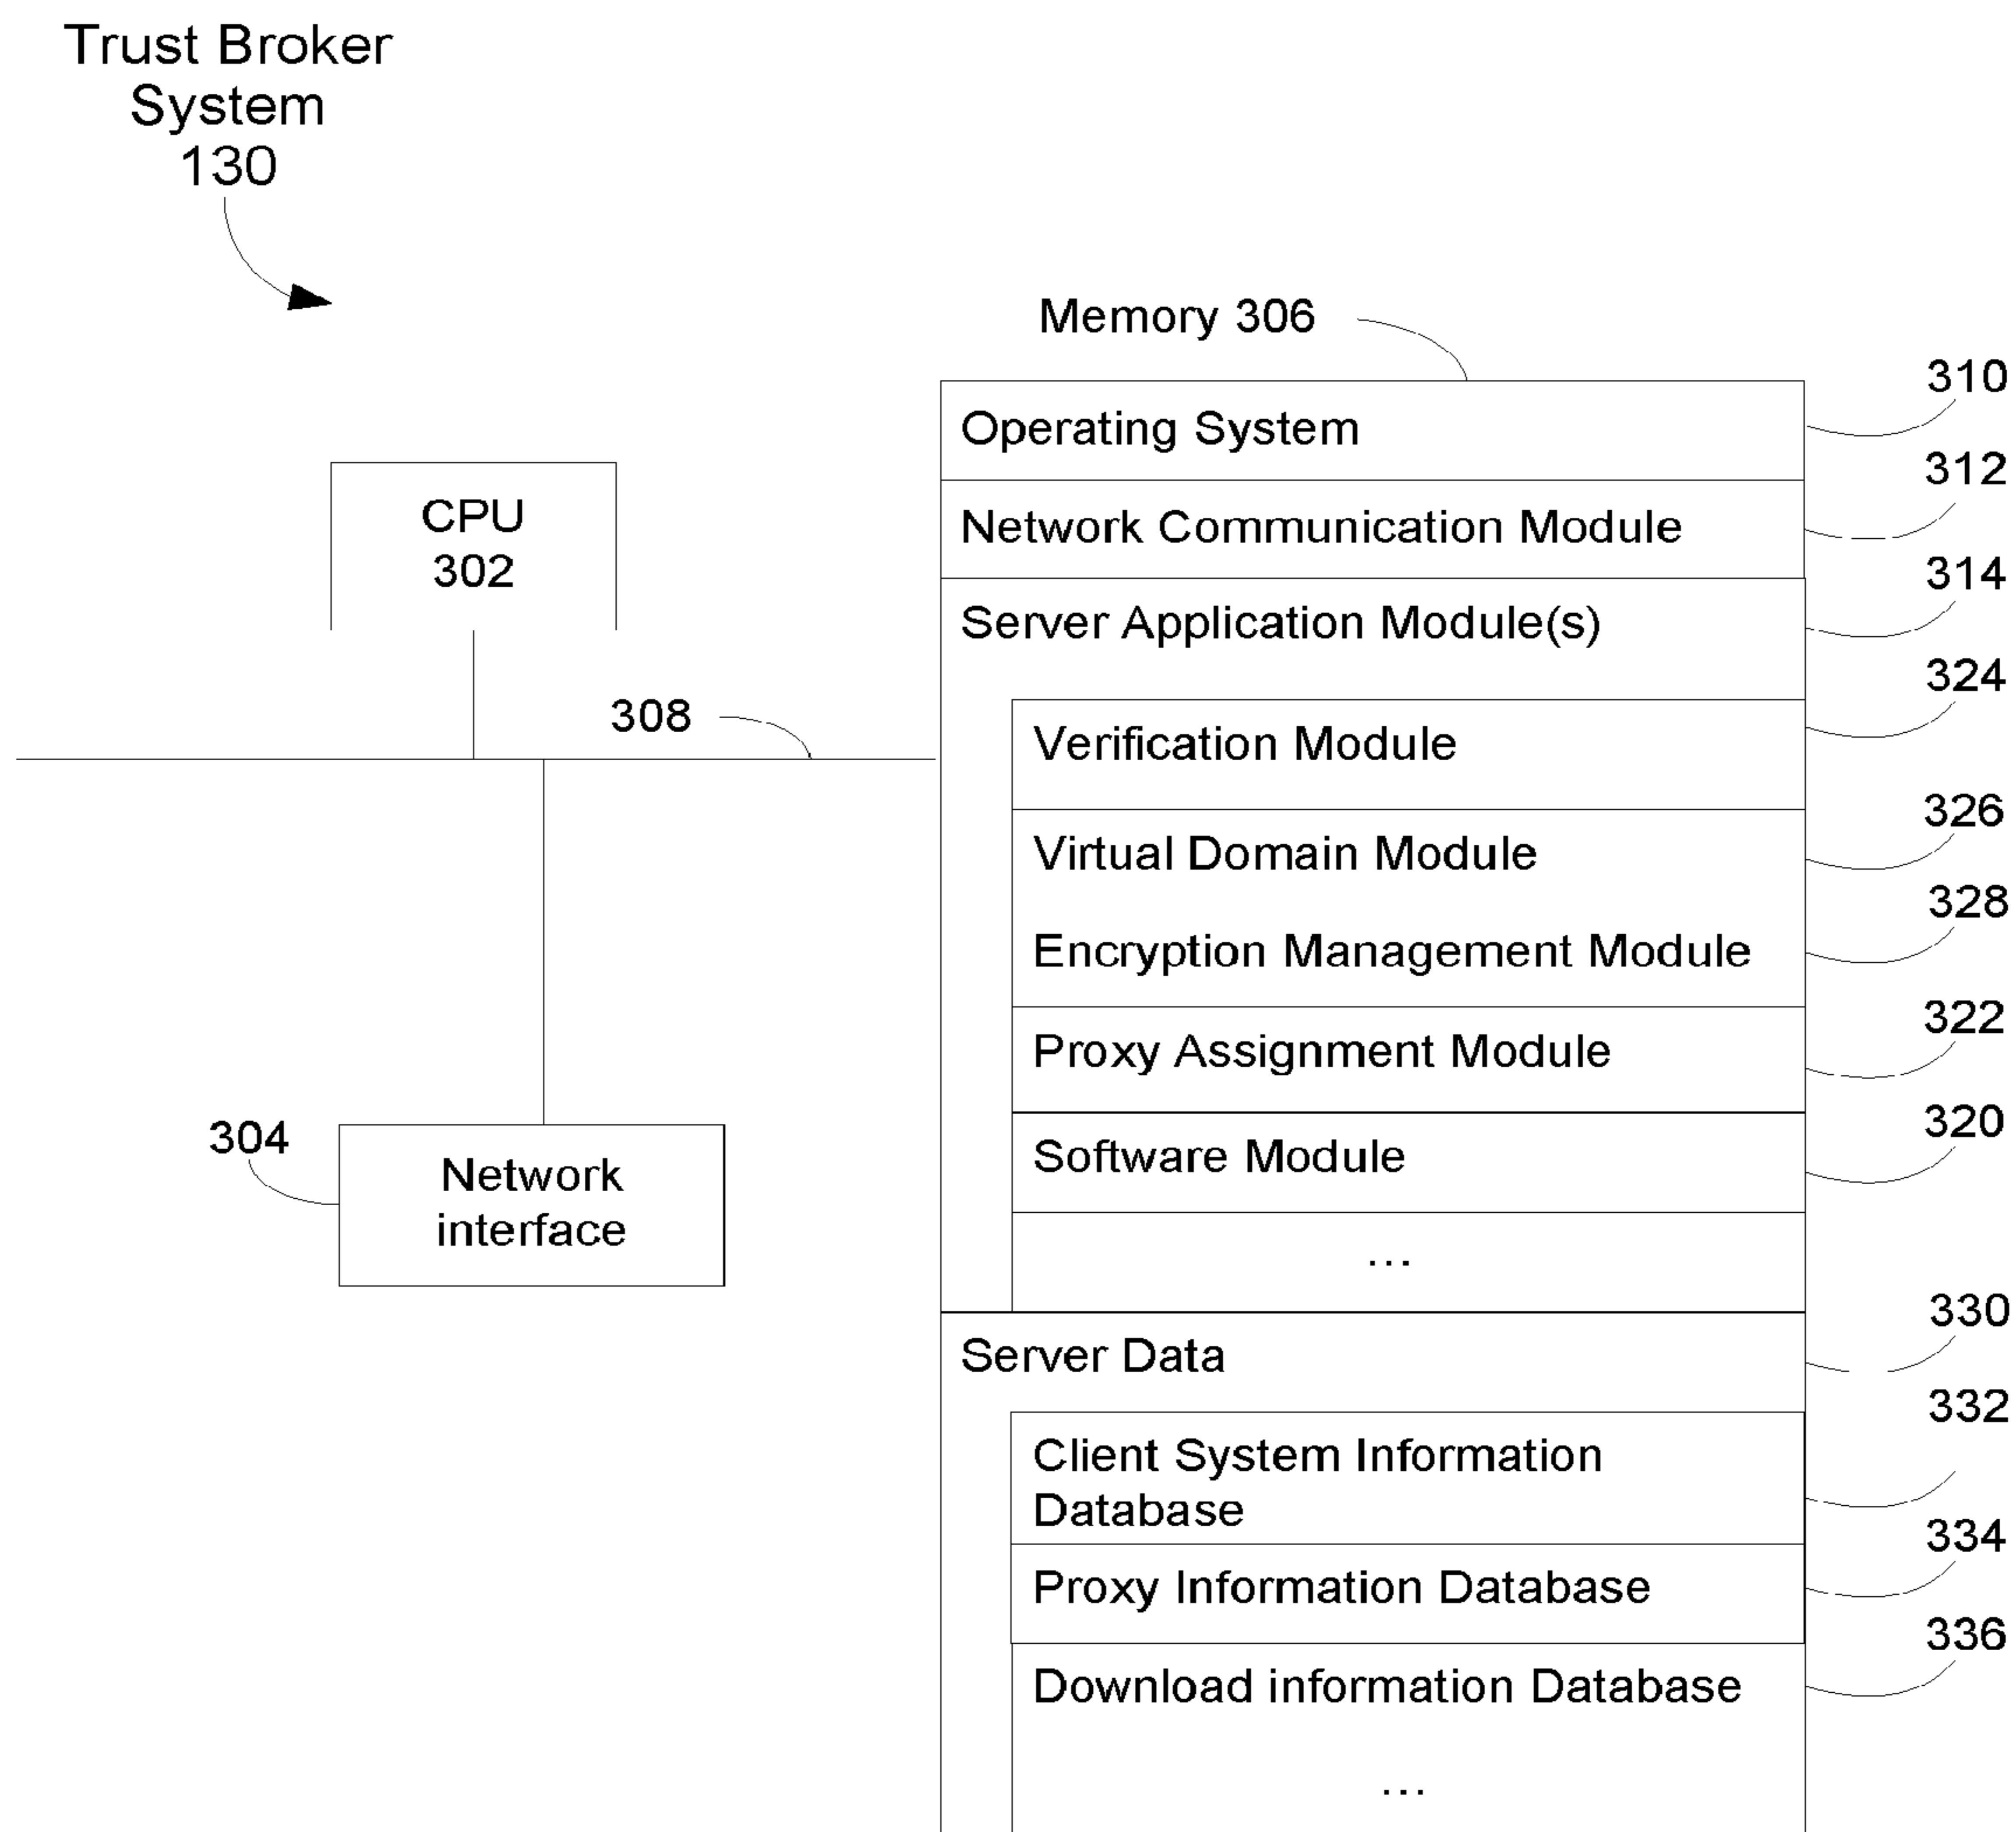 Trust Broker
System
130
Memory 306
310
Operating System
312
CPU
302
Network Communication Module
314
Server Application Module(s)
324
308
Verification Module
326
Virtual Domain Module
328
Encryption Management Module
322
Proxy Assignment Module
320
304
Network
interface
Software Module
...
330
Server Data
332
Client System Information
Database
334
Proxy Information Database
336
Download information Database
...